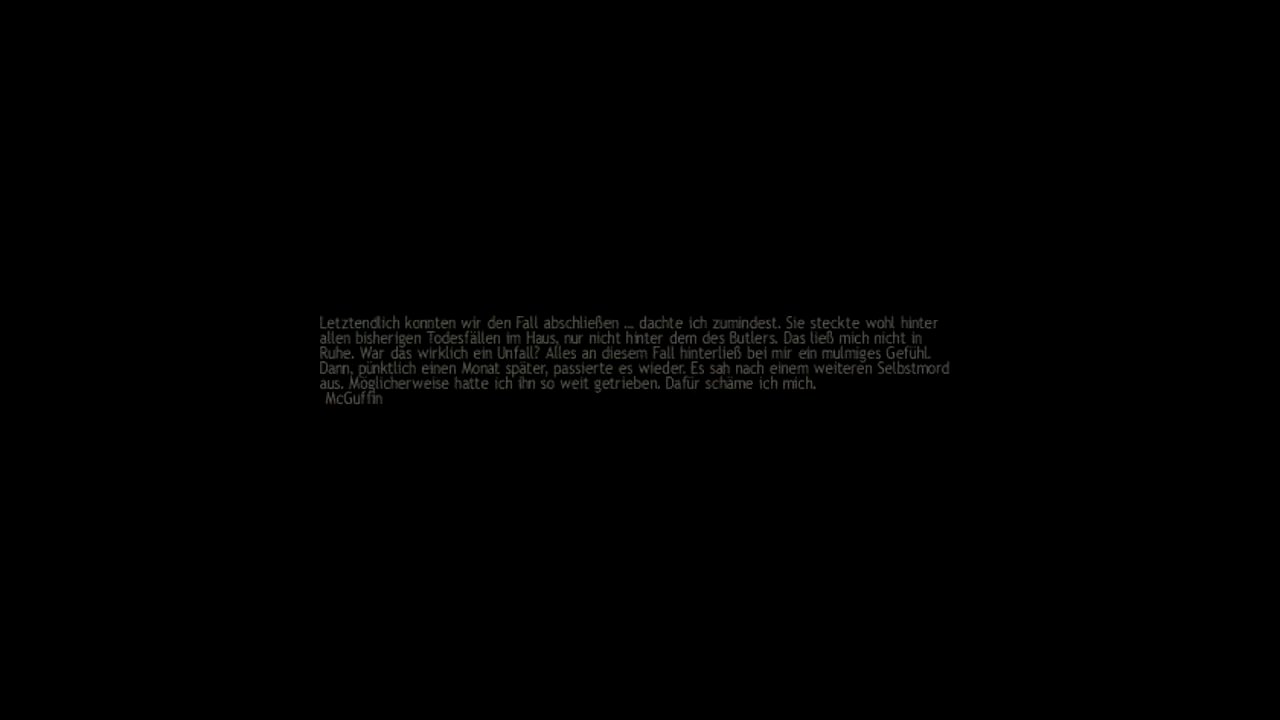 Letztendlich konnten wir den Fall abschließen ... dachte ich zumindest. Sie steckte wohl hinter
allen bisherigen Todesfällen im Haus, nur nicht hinter dem des Butlers. Das ließ mich nicht in
Ruhe. War das wirklich ein Unfall? Alles an diesem Fall hinterließ bei mir ein mulmiges Gefühl.
Dann, pünktlich einen Monat später, passierte es wieder. Es sah nach einem weiteren Selbstmord
aus. Möglicherweise hatte ich ihn so weit getrieben. Dafür schäme ich mich.
McGuffin